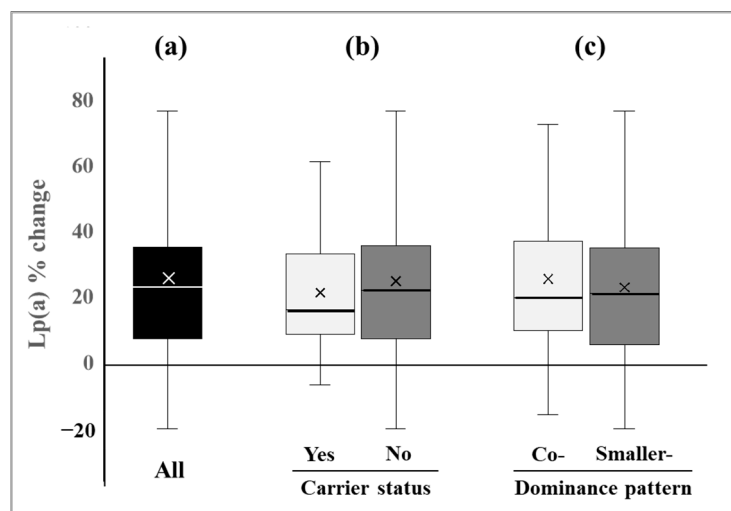 (a) (b) (c)
80
60
40
20
0
−20
Lp(a) % change
All
Yes No
Carrier status
Co- Smaller-
Dominance pattern